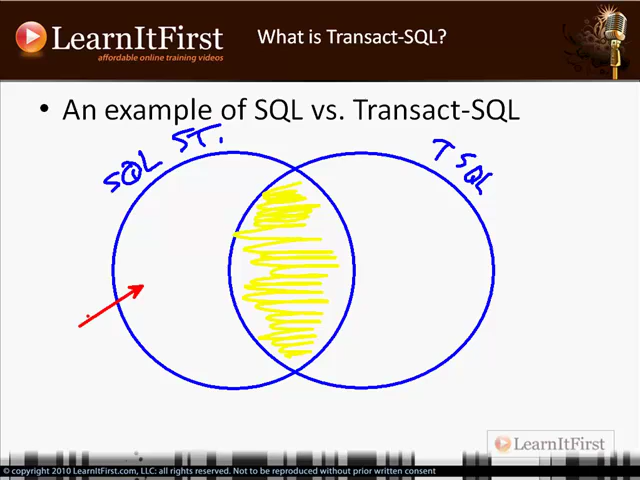 LearnItFirst
affordable online training videos
What is Transact-SQL?
• An example of SQL vs. Transact-SQL
SQL ST.
T SQL
LearnItFirst
© copyright 2010 LearnItFirst.com, LLC: all rights reserved. Not to be reproduced without prior written consent